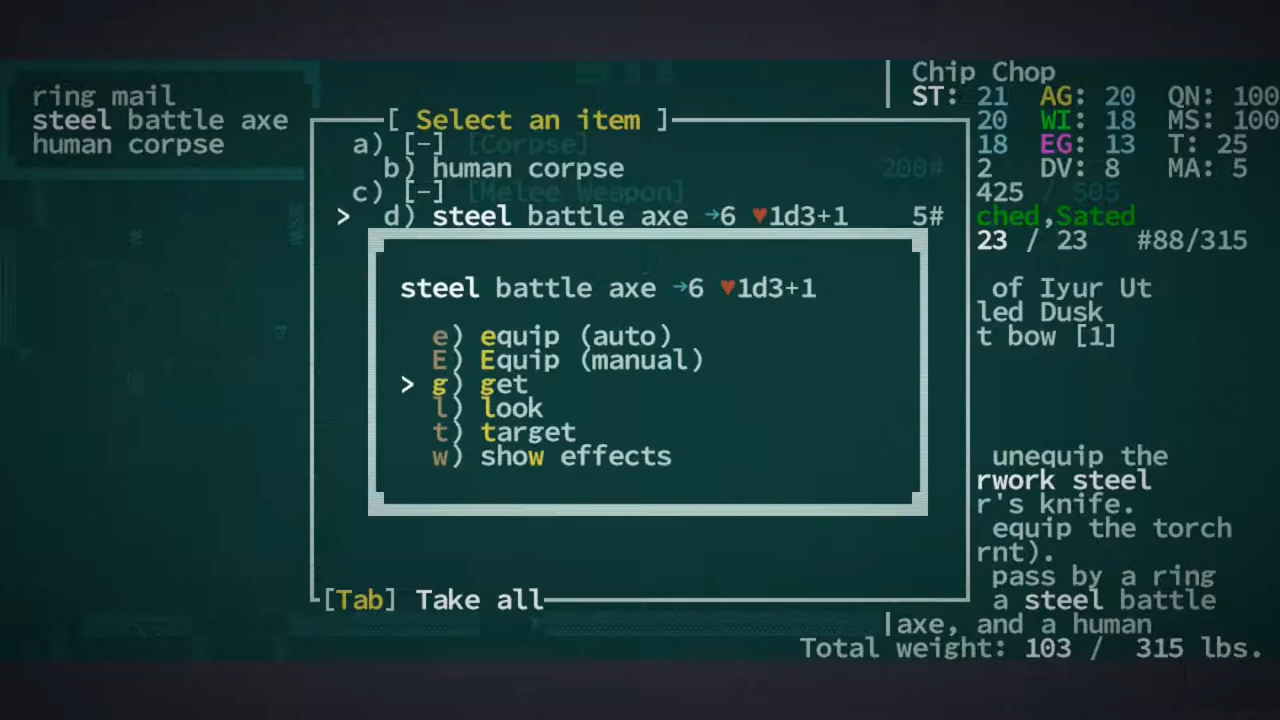 ring mail
steel battle axe
human corpse
[ Select an item ]
a) [-] [Corpse]
b) human corpse 200#
c) [-] [Melee Weapon]
> d) steel battle axe →6 ♥1d3+1 5#
steel battle axe →6 ♥1d3+1
e) equip (auto)
E) Equip (manual)
> g) get
l) look
t) target
w) show effects
[Tab] Take all
Chip Chop
ST: 21 AG: 20 QN: 100
20 WI: 18 MS: 100
18 EG: 13 T: 25
2 DV: 8 MA: 5
425 / 505
ched,Sated
23 / 23 #88/315
of Iyur Ut
led Dusk
t bow [1]
unequip the
rwork steel
r's knife.
equip the torch
rnt).
pass by a ring
a steel battle
axe, and a human
Total weight: 103 / 315 lbs.